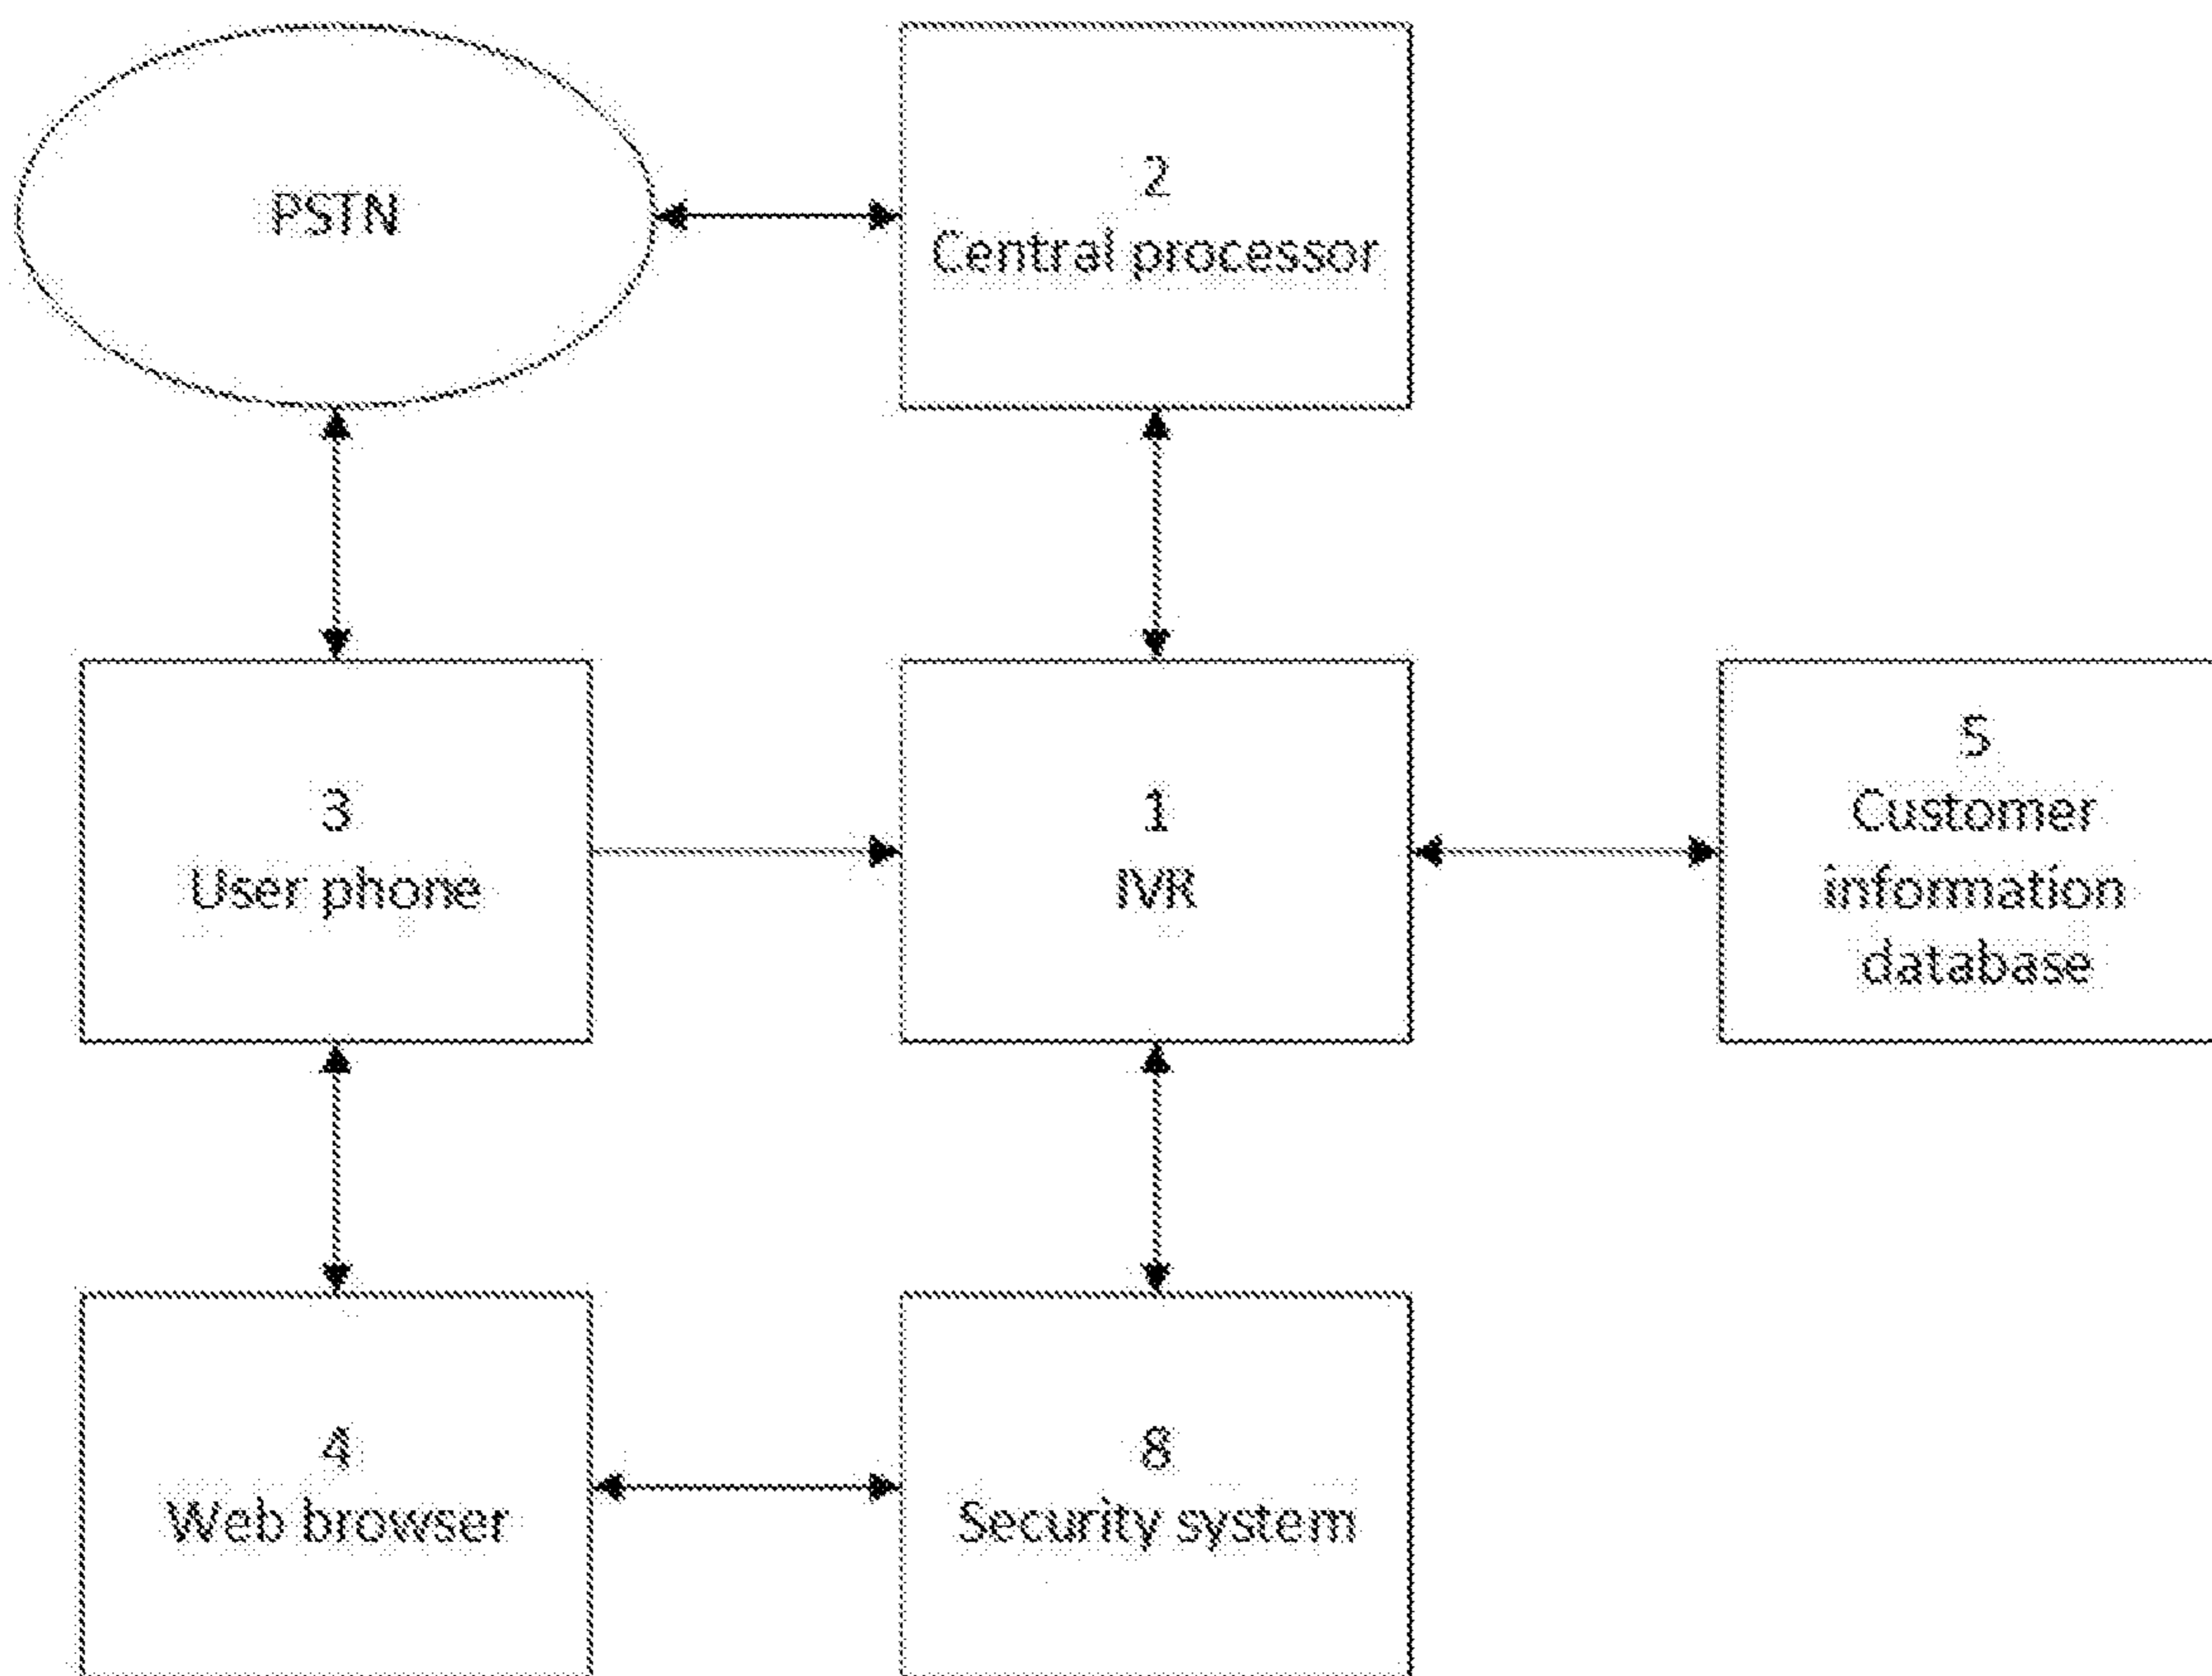 PSTN
2
Central processor
3
User phone
1
IVR
5
Customer
information
database
4
Web browser
8
Security system